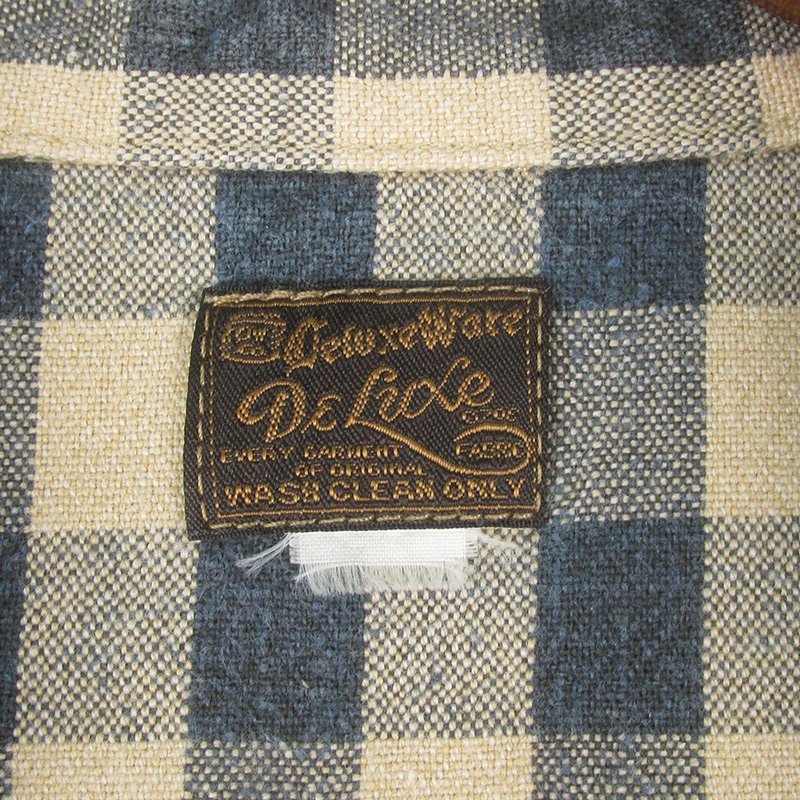 DeluxeWare
DeLuxe
EVERY GARMENT
FABRIC
OF ORIGINAL
WASH CLEAN ONLY